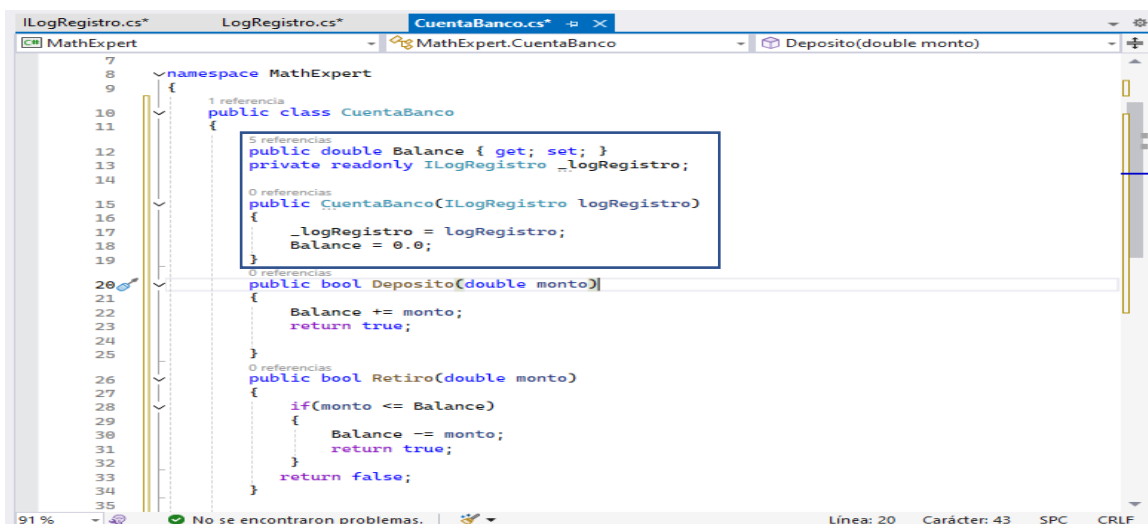 ILogRegistro.cs* LogRegistro.cs* CuentaBanco.cs*
C# MathExpert MathExpert.CuentaBanco Deposito(double monto)
7
8 namespace MathExpert
9 {
1 referencia
10 public class CuentaBanco
11 {
5 referencias
12 public double Balance { get; set; }
13 private readonly ILogRegistro _logRegistro;
14
0 referencias
15 public CuentaBanco(ILogRegistro logRegistro)
16 {
17 _logRegistro = logRegistro;
18 Balance = 0.0;
19 }
0 referencias
20 public bool Deposito(double monto)
21 {
22 Balance += monto;
23 return true;
24
25 }
0 referencias
26 public bool Retiro(double monto)
27 {
28 if(monto <= Balance)
29 {
30 Balance -= monto;
31 return true;
32 }
33 return false;
34 }
35
91 % No se encontraron problemas. Línea: 20 Carácter: 43 SPC CRLF